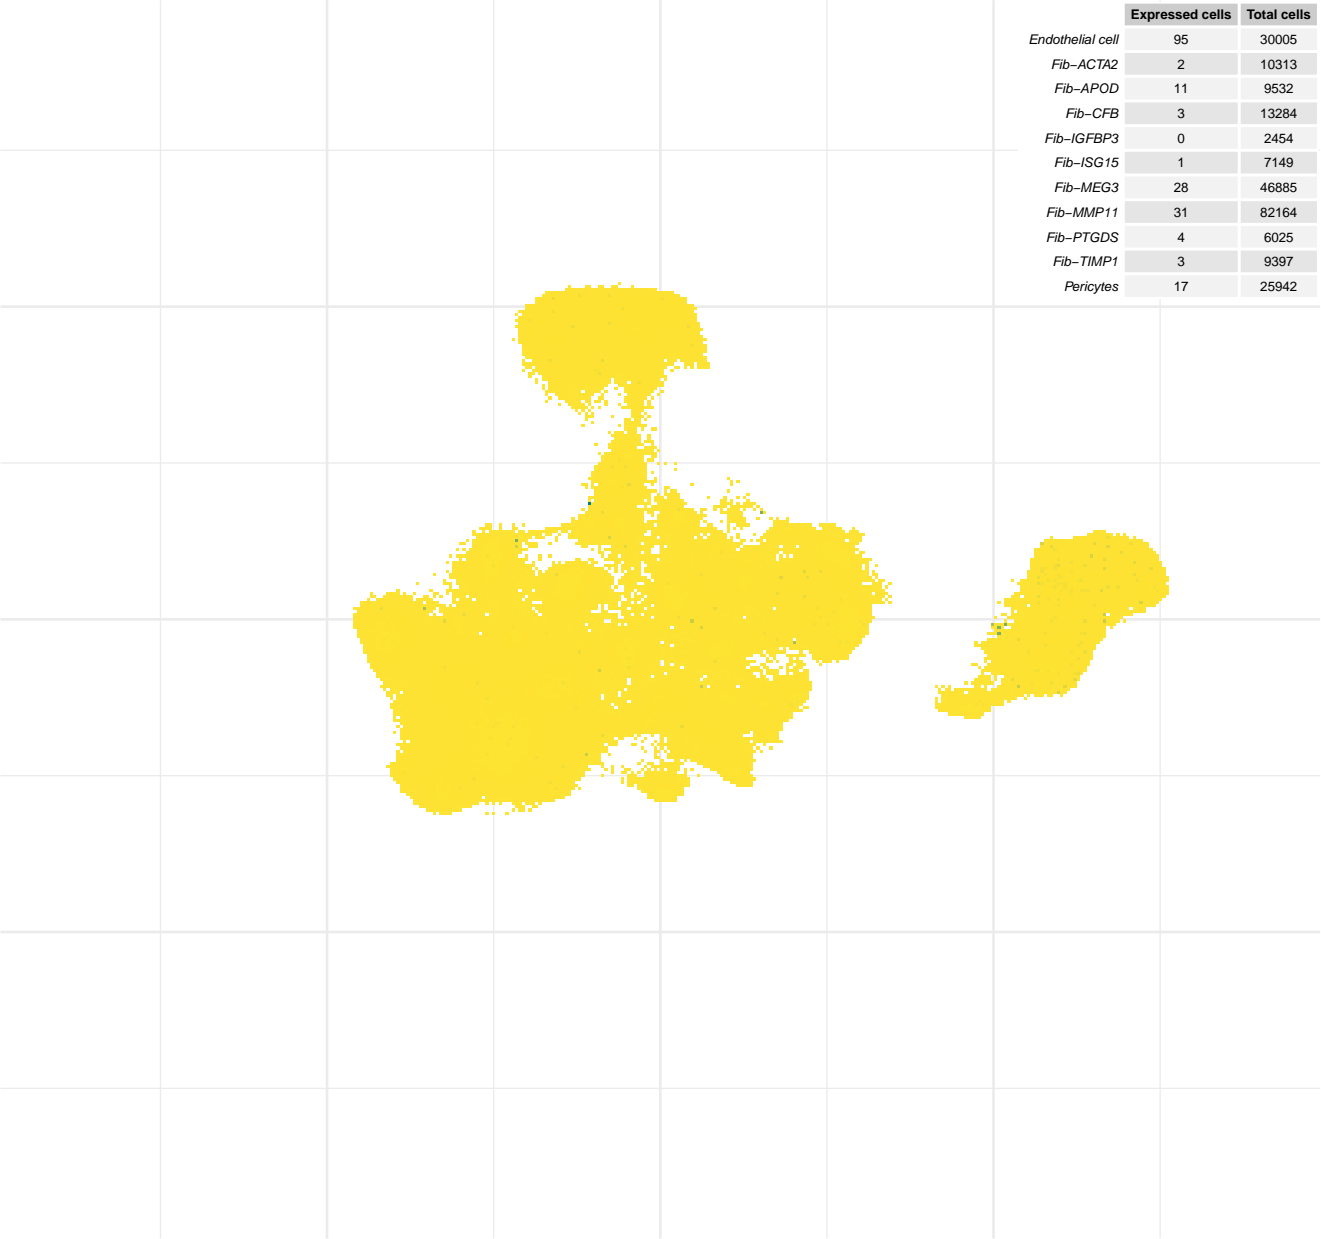 Expressed cells Total cells
Endothelial cell 95 30005
Fib−ACTA2 2 10313
Fib−APOD 11 9532
Fib−CFB 3 13284
Fib−IGFBP3 0 2454
Fib−ISG15 1 7149
Fib−MEG3 28 46885
Fib−MMP11 31 82164
Fib−PTGDS 4 6025
Fib−TIMP1 3 9397
Pericytes 17 25942